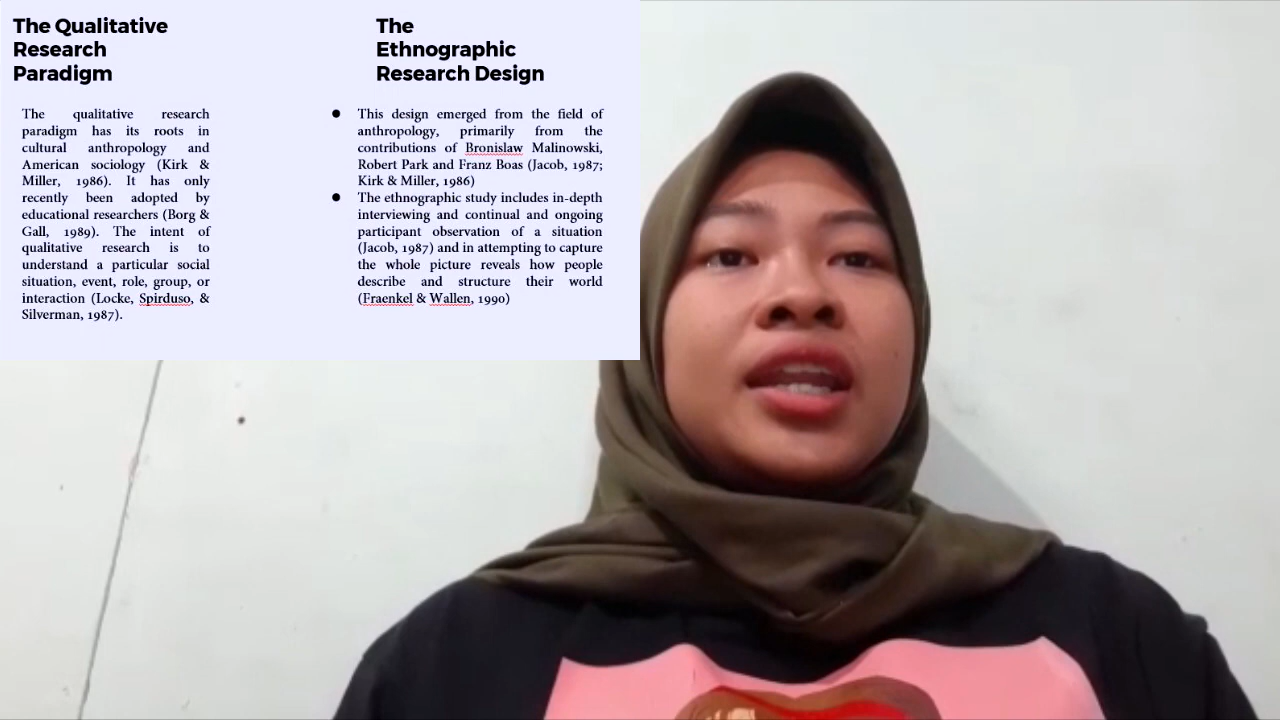 The Qualitative
Research
Paradigm
The qualitative research
paradigm has its roots in
cultural anthropology and
American sociology (Kirk &
Miller, 1986). It has only
recently been adopted by
educational researchers (Borg &
Gall, 1989). The intent of
qualitative research is to
understand a particular social
situation, event, role, group, or
interaction (Locke, Spirduso, &
Silverman, 1987).
The
Ethnographic
Research Design
● This design emerged from the field of
anthropology, primarily from the
contributions of Bronislaw Malinowski,
Robert Park and Franz Boas (Jacob, 1987;
Kirk & Miller, 1986)
● The ethnographic study includes in-depth
interviewing and continual and ongoing
participant observation of a situation
(Jacob, 1987) and in attempting to capture
the whole picture reveals how people
describe and structure their world
(Fraenkel & Wallen, 1990)